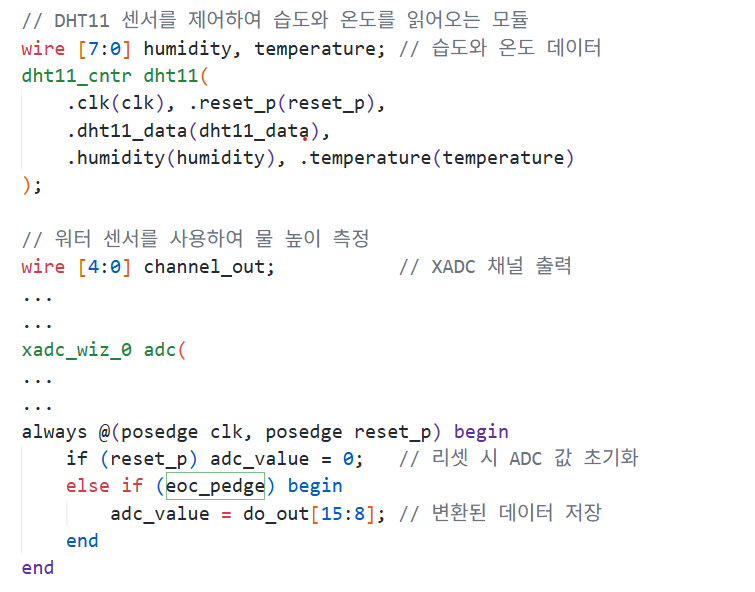 // DHT11 센서를 제어하여 습도와 온도를 읽어오는 모듈
wire [7:0] humidity, temperature; // 습도와 온도 데이터
dht11_cntr dht11(
    .clk(clk), .reset_p(reset_p),
    .dht11_data(dht11_data),
    .humidity(humidity), .temperature(temperature)
);

// 워터 센서를 사용하여 물 높이 측정
wire [4:0] channel_out;           // XADC 채널 출력
...
...
xadc_wiz_0 adc(
...
...
always @(posedge clk, posedge reset_p) begin
    if (reset_p) adc_value = 0;   // 리셋 시 ADC 값 초기화
    else if (eoc_pedge) begin
        adc_value = do_out[15:8]; // 변환된 데이터 저장
    end
end